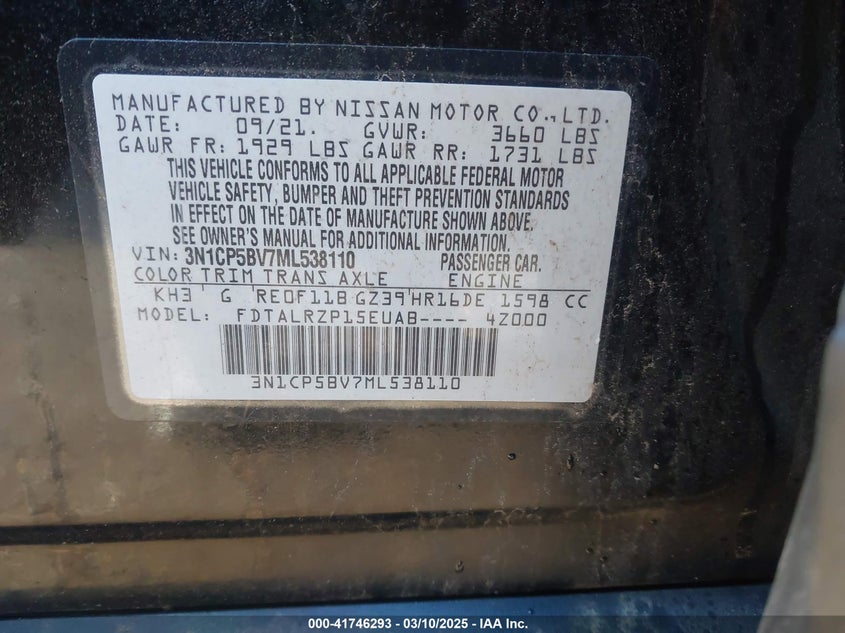 MANUFACTURED BY NISSAN MOTOR CO., LTD.
DATE: 09/21. GVWR: 3660 LBS
GAWR FR: 1929 LBS GAWR RR: 1731 LBS
THIS VEHICLE CONFORMS TO ALL APPLICABLE FEDERAL MOTOR
VEHICLE SAFETY, BUMPER AND THEFT PREVENTION STANDARDS
IN EFFECT ON THE DATE OF MANUFACTURE SHOWN ABOVE.
SEE OWNER'S MANUAL FOR ADDITIONAL INFORMATION.
VIN: 3N1CP5BV7ML538110 PASSENGER CAR.
COLOR TRIM TRANS AXLE ENGINE
KH3 G RE0F11B GZ39 HR16DE 1598 CC
MODEL: FDTALRZP15EUAB---- 4Z000
3N1CP5BV7ML538110
000-41746293 - 03/10/2025 - IAA Inc.